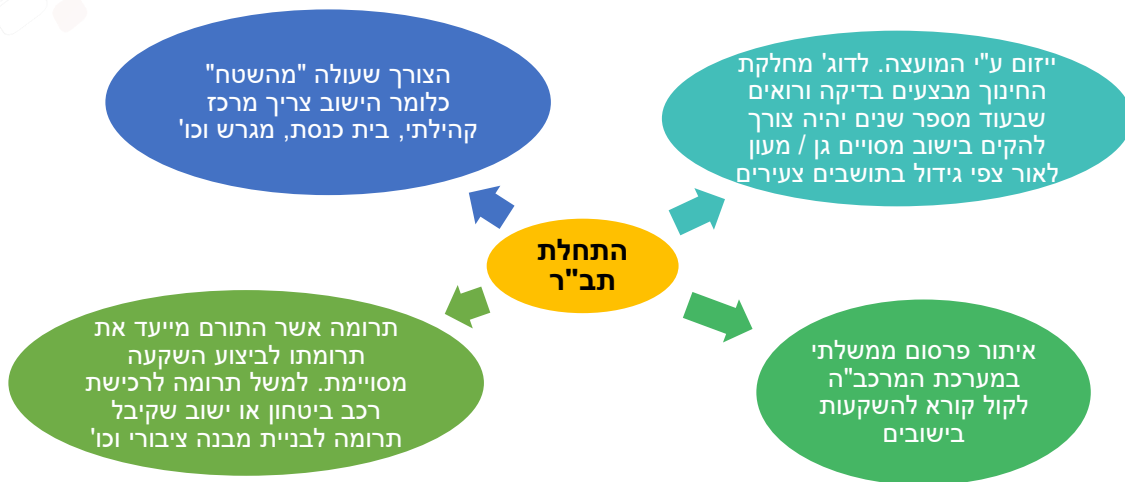 ייזום ע"י המועצה. לדוג' מחלקת
החינוך מבצעים בדיקה ורואים
שבעוד מספר שנים יהיה צורך
להקים בישוב מסויים גן / מעון
לאור צפי גידול בתושבים צעירים
הצורך שעולה "מהשטח"
כלומר הישוב צריך מרכז
קהילתי, בית כנסת, מגרש וכו'
התחלת
תב"ר
איתור פרסום ממשלתי
במערכת המרכב"ה
לקול קורא להשקעות
בישובים
תרומה אשר התורם מייעד את
תרומתו לביצוע השקעה
מסויימת. למשל תרומה לרכישת
רכב ביטחון או ישוב שקיבל
תרומה לבניית מבנה ציבורי וכו'